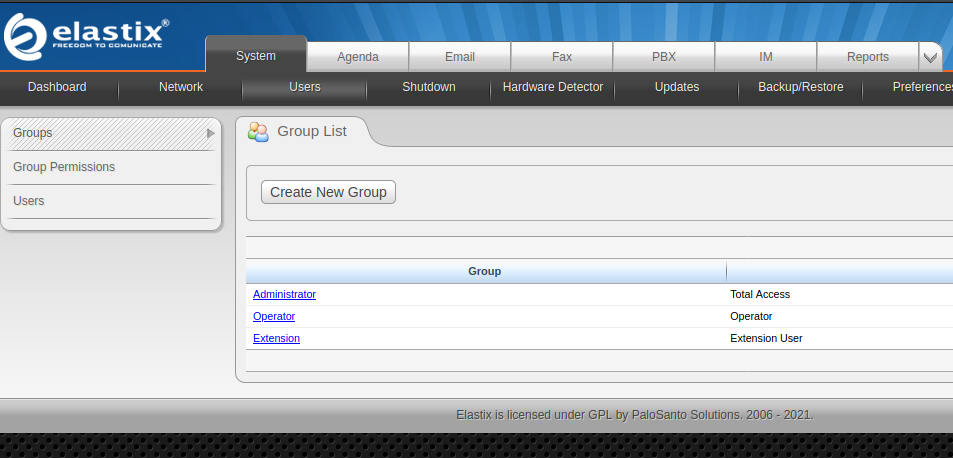 elastix®
FREEDOM TO COMUNICATE
System Agenda Email Fax PBX IM Reports
Dashboard Network Users Shutdown Hardware Detector Updates Backup/Restore Preferences
Groups
Group Permissions
Users
Group List
Create New Group
Group
Administrator Total Access
Operator Operator
Extension Extension User
Elastix is licensed under GPL by PaloSanto Solutions. 2006 - 2021.